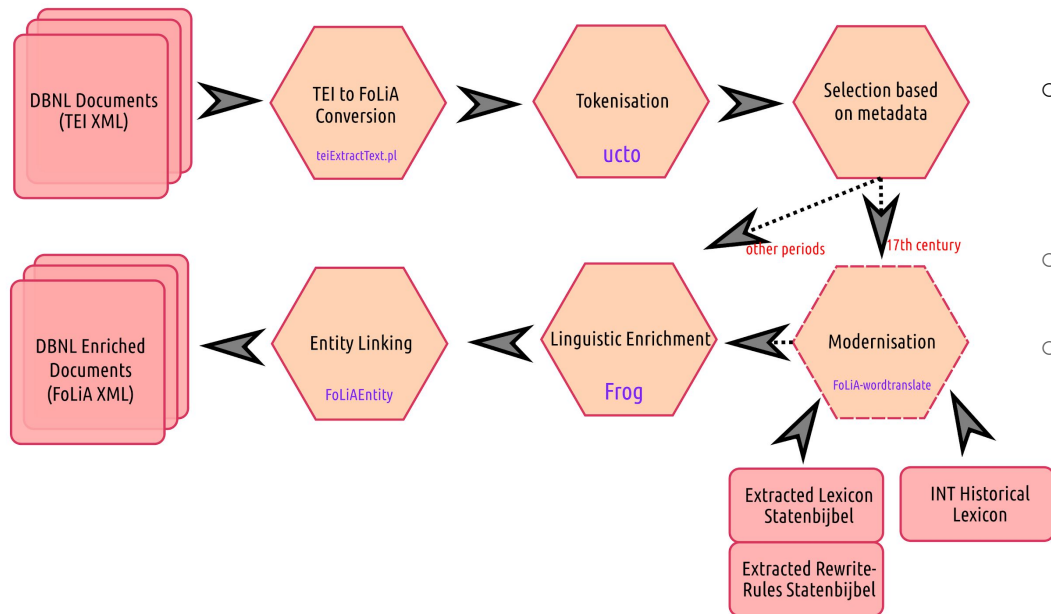 DBNL Documents
(TEI XML)
TEI to FoLiA
Conversion
teiExtractText.pl
Tokenisation
ucto
Selection based
on metadata
other periods
17th century
DBNL Enriched
Documents
(FoLiA XML)
Entity Linking
FoLiAEntity
Linguistic Enrichment
Frog
Modernisation
FoLiA-wordtranslate
Extracted Lexicon
Statenbijbel
INT Historical
Lexicon
Extracted Rewrite-
Rules Statenbijbel